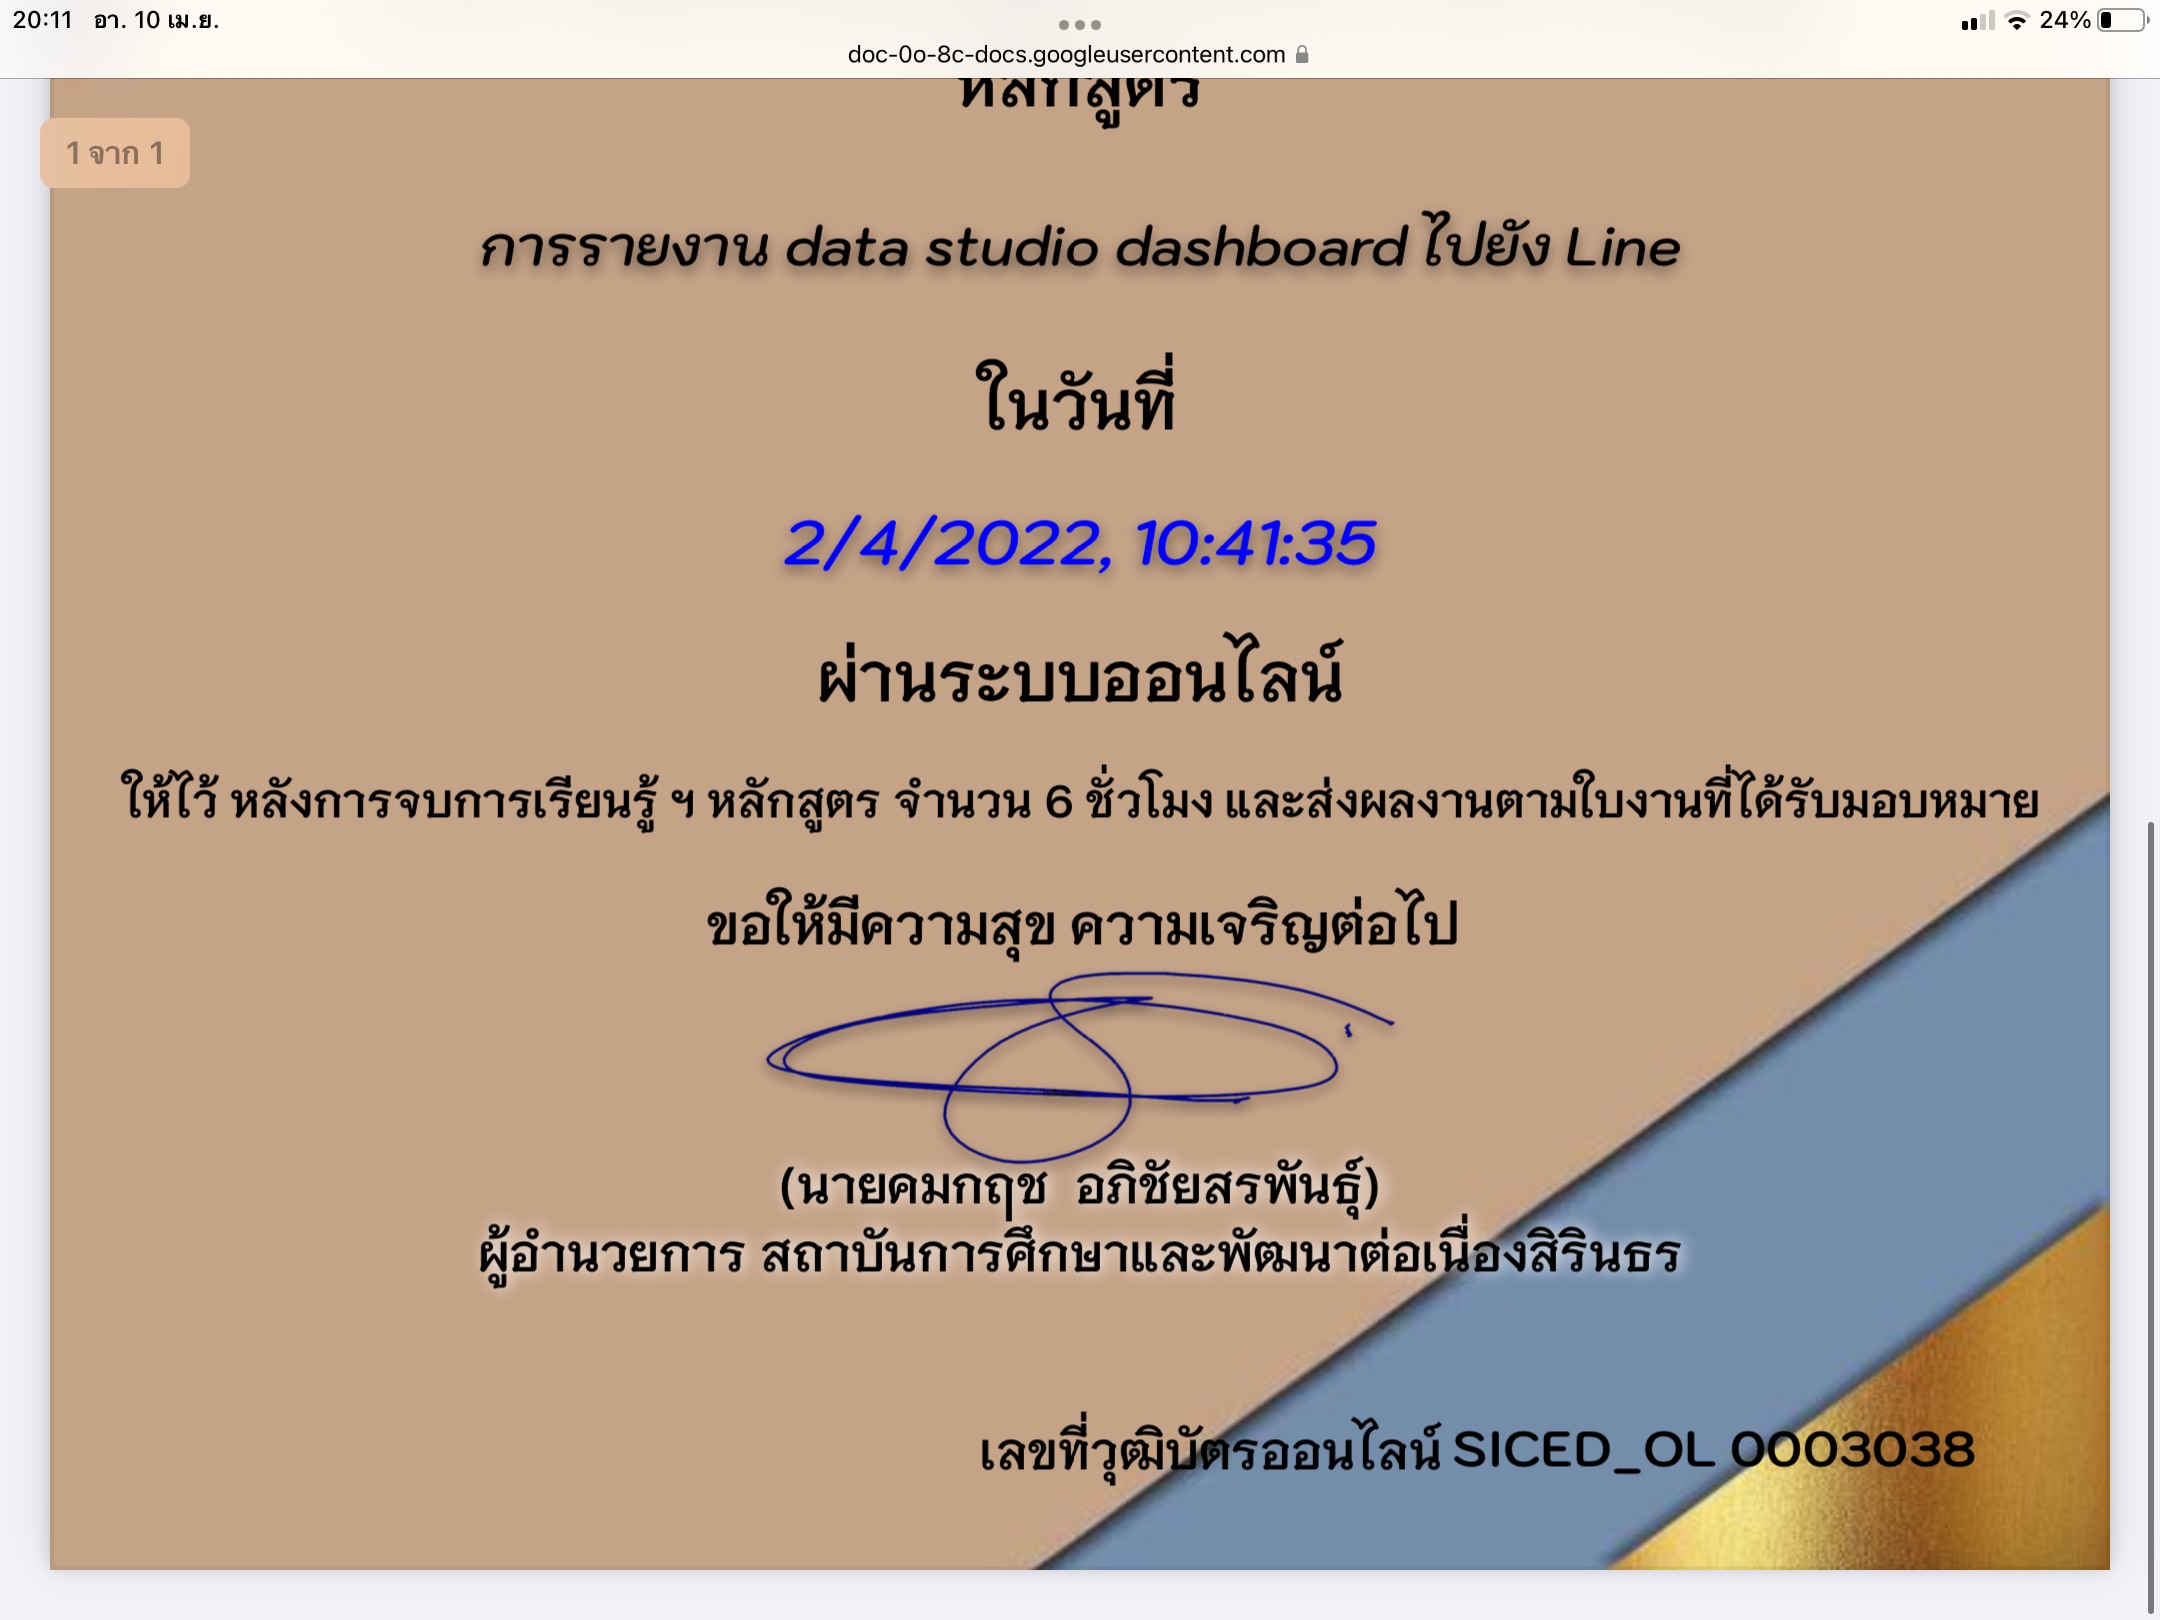 20:11 อา. 10 เม.ย.
24%
doc-0o-8c-docs.googleusercontent.com
หลักสูตร
1 จาก 1
การรายงาน data studio dashboard ไปยัง Line
ในวันที่
2/4/2022, 10:41:35
ผ่านระบบออนไลน์
ให้ไว้ หลังการจบการเรียนรู้ ฯ หลักสูตร จำนวน 6 ชั่วโมง และส่งผลงานตามใบงานที่ได้รับมอบหมาย
ขอให้มีความสุข ความเจริญต่อไป
(นายคมกฤช อภิชัยสรพันธุ์)
ผู้อำนวยการ สถาบันการศึกษาและพัฒนาต่อเนื่องสิรินธร
เลขที่วุฒิบัตรออนไลน์ SICED_OL 0003038